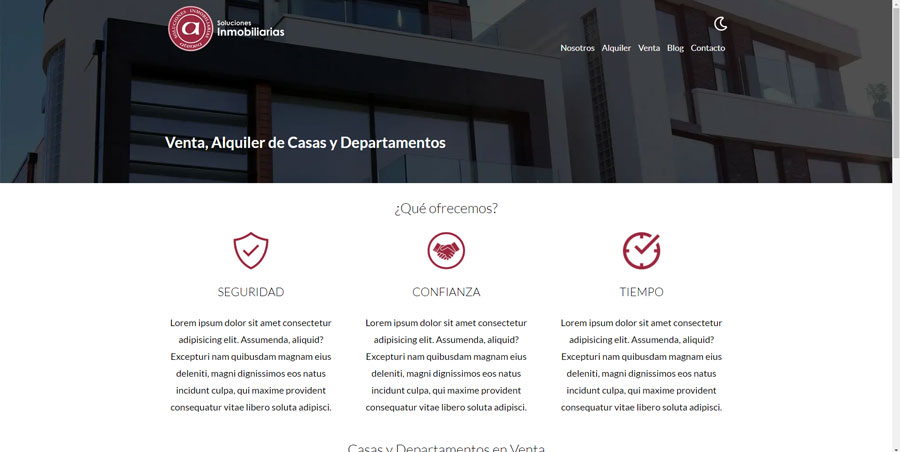 Soluciones
Inmobiliarias
a
SOLUCIONES INMOBILIARIAS
Nosotros Alquiler Venta Blog Contacto
Venta, Alquiler de Casas y Departamentos
¿Qué ofrecemos?
SEGURIDAD
Lorem ipsum dolor sit amet consectetur
adipisicing elit. Assumenda, aliquid?
Excepturi nam quibusdam magnam eius
deleniti, magni dignissimos eos natus
incidunt culpa, qui maxime provident
consequatur vitae libero soluta adipisci.
CONFIANZA
Lorem ipsum dolor sit amet consectetur
adipisicing elit. Assumenda, aliquid?
Excepturi nam quibusdam magnam eius
deleniti, magni dignissimos eos natus
incidunt culpa, qui maxime provident
consequatur vitae libero soluta adipisci.
TIEMPO
Lorem ipsum dolor sit amet consectetur
adipisicing elit. Assumenda, aliquid?
Excepturi nam quibusdam magnam eius
deleniti, magni dignissimos eos natus
incidunt culpa, qui maxime provident
consequatur vitae libero soluta adipisci.
Casas y Departamentos en Venta